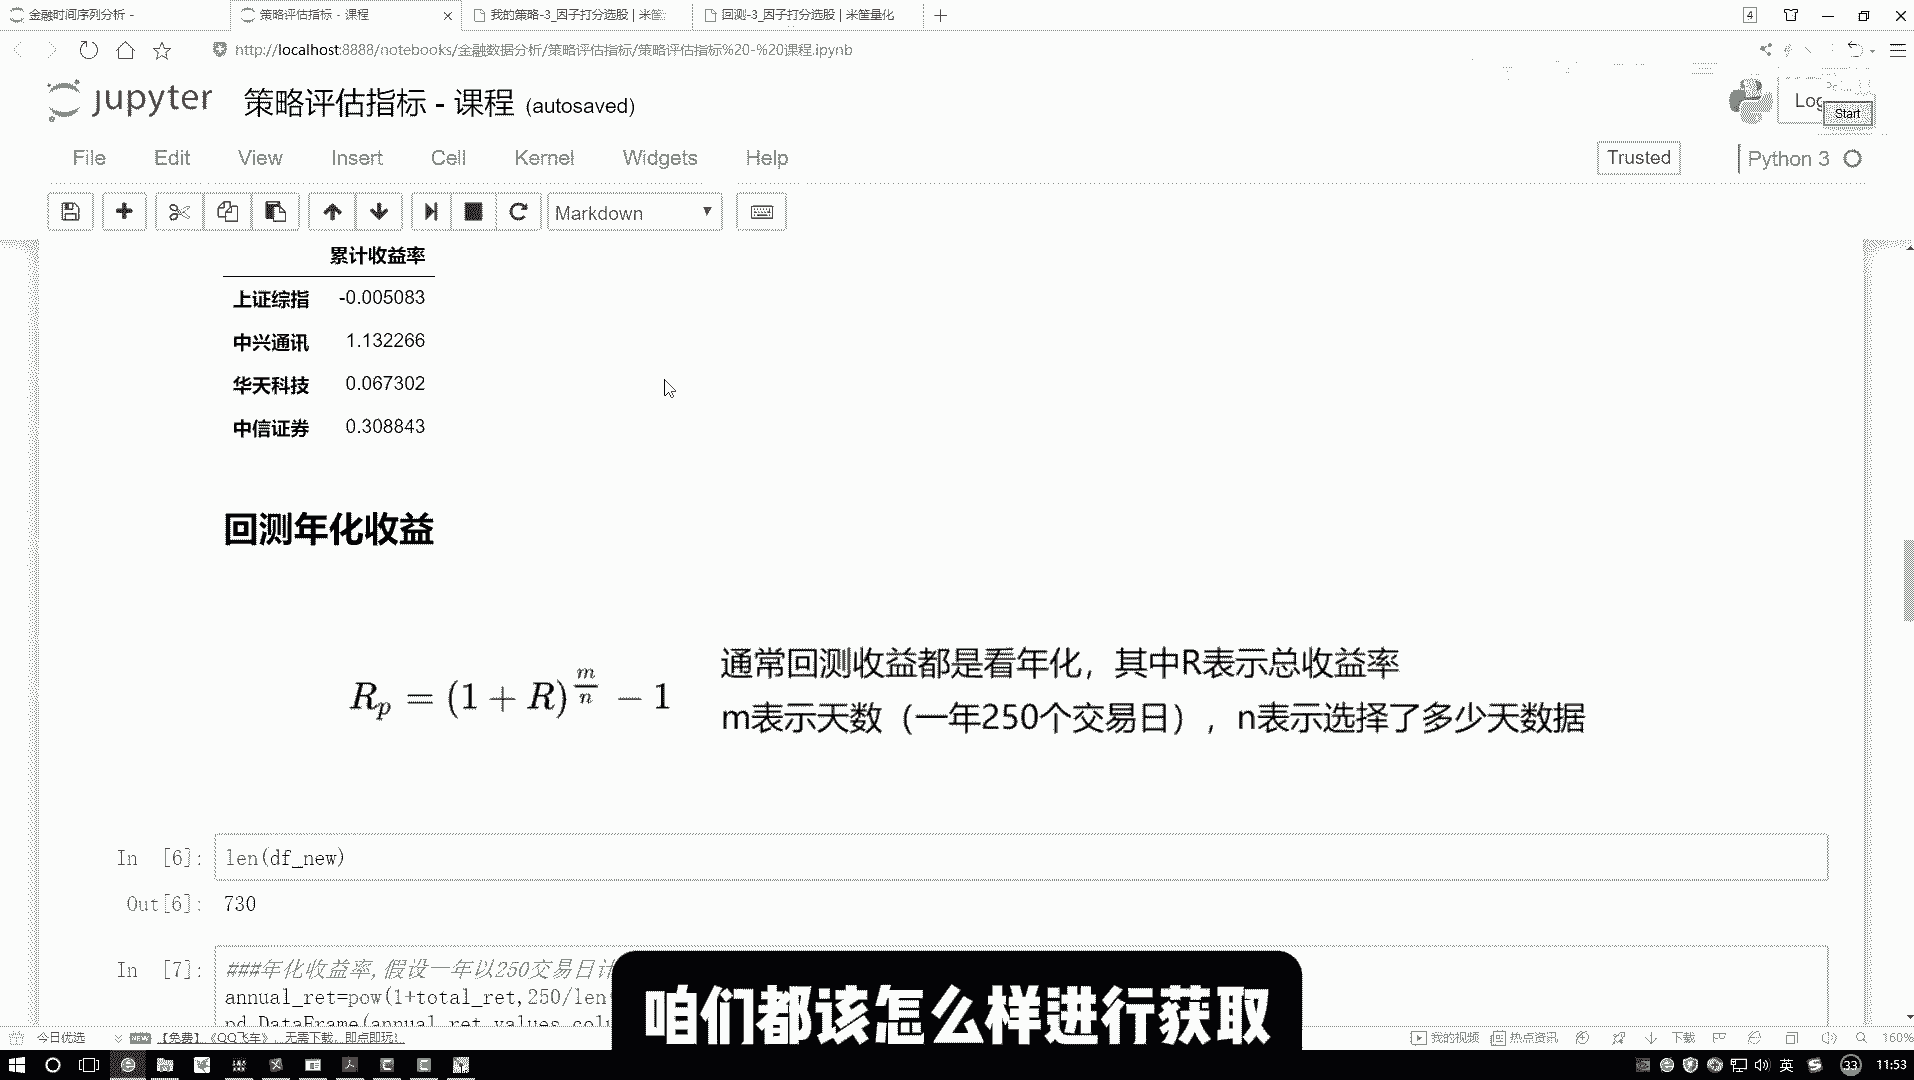 金融时间序列分析 -
策略评估指标 - 课程
我的策略-3_因子打分选股 | 米筐
回测-3_因子打分选股 | 米筐量化
4
http://localhost:8888/notebooks/金融数据分析/策略评估指标/策略评估指标%20-%20课程.ipynb
jupyter 策略评估指标 - 课程 (autosaved)
Start
File Edit View Insert Cell Kernel Widgets Help
Trusted
Python 3
Markdown
累计收益率
上证综指 -0.005083
中兴通讯 1.132266
华天科技 0.067302
中信证券 0.308843
回测年化收益
R_p = (1 + R)^{m/n} − 1
通常回测收益都是看年化，其中R表示总收益率
m表示天数（一年250个交易日），n表示选择了多少天数据
In [6]: len(df_new)
Out[6]: 730
In [7]: ###年化收益率,假设一年以250交易日计
annual_ret=pow(1+total_ret,250/len
pd.DataFrame(annual_ret.values,colu
咱们都该怎么样进行获取
今日优选
【免费】《QQ飞车》，无需下载，即点即玩！
我的视频 热点资讯 下载 160%
英 33 11:53